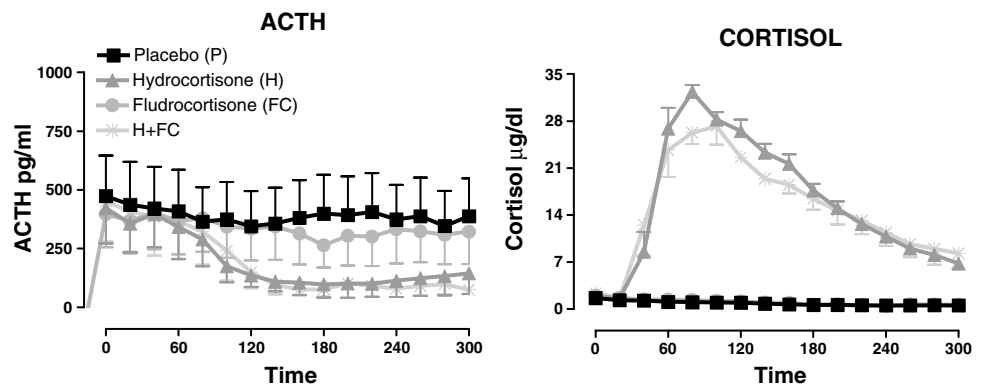 ACTH
Placebo (P)
Hydrocortisone (H)
Fludrocortisone (FC)
H+FC
1000
750
500
250
0
ACTH pg/ml
0 60 120 180 240 300
Time
CORTISOL
35
28
21
14
7
0
Cortisol μg/dl
0 60 120 180 240 300
Time